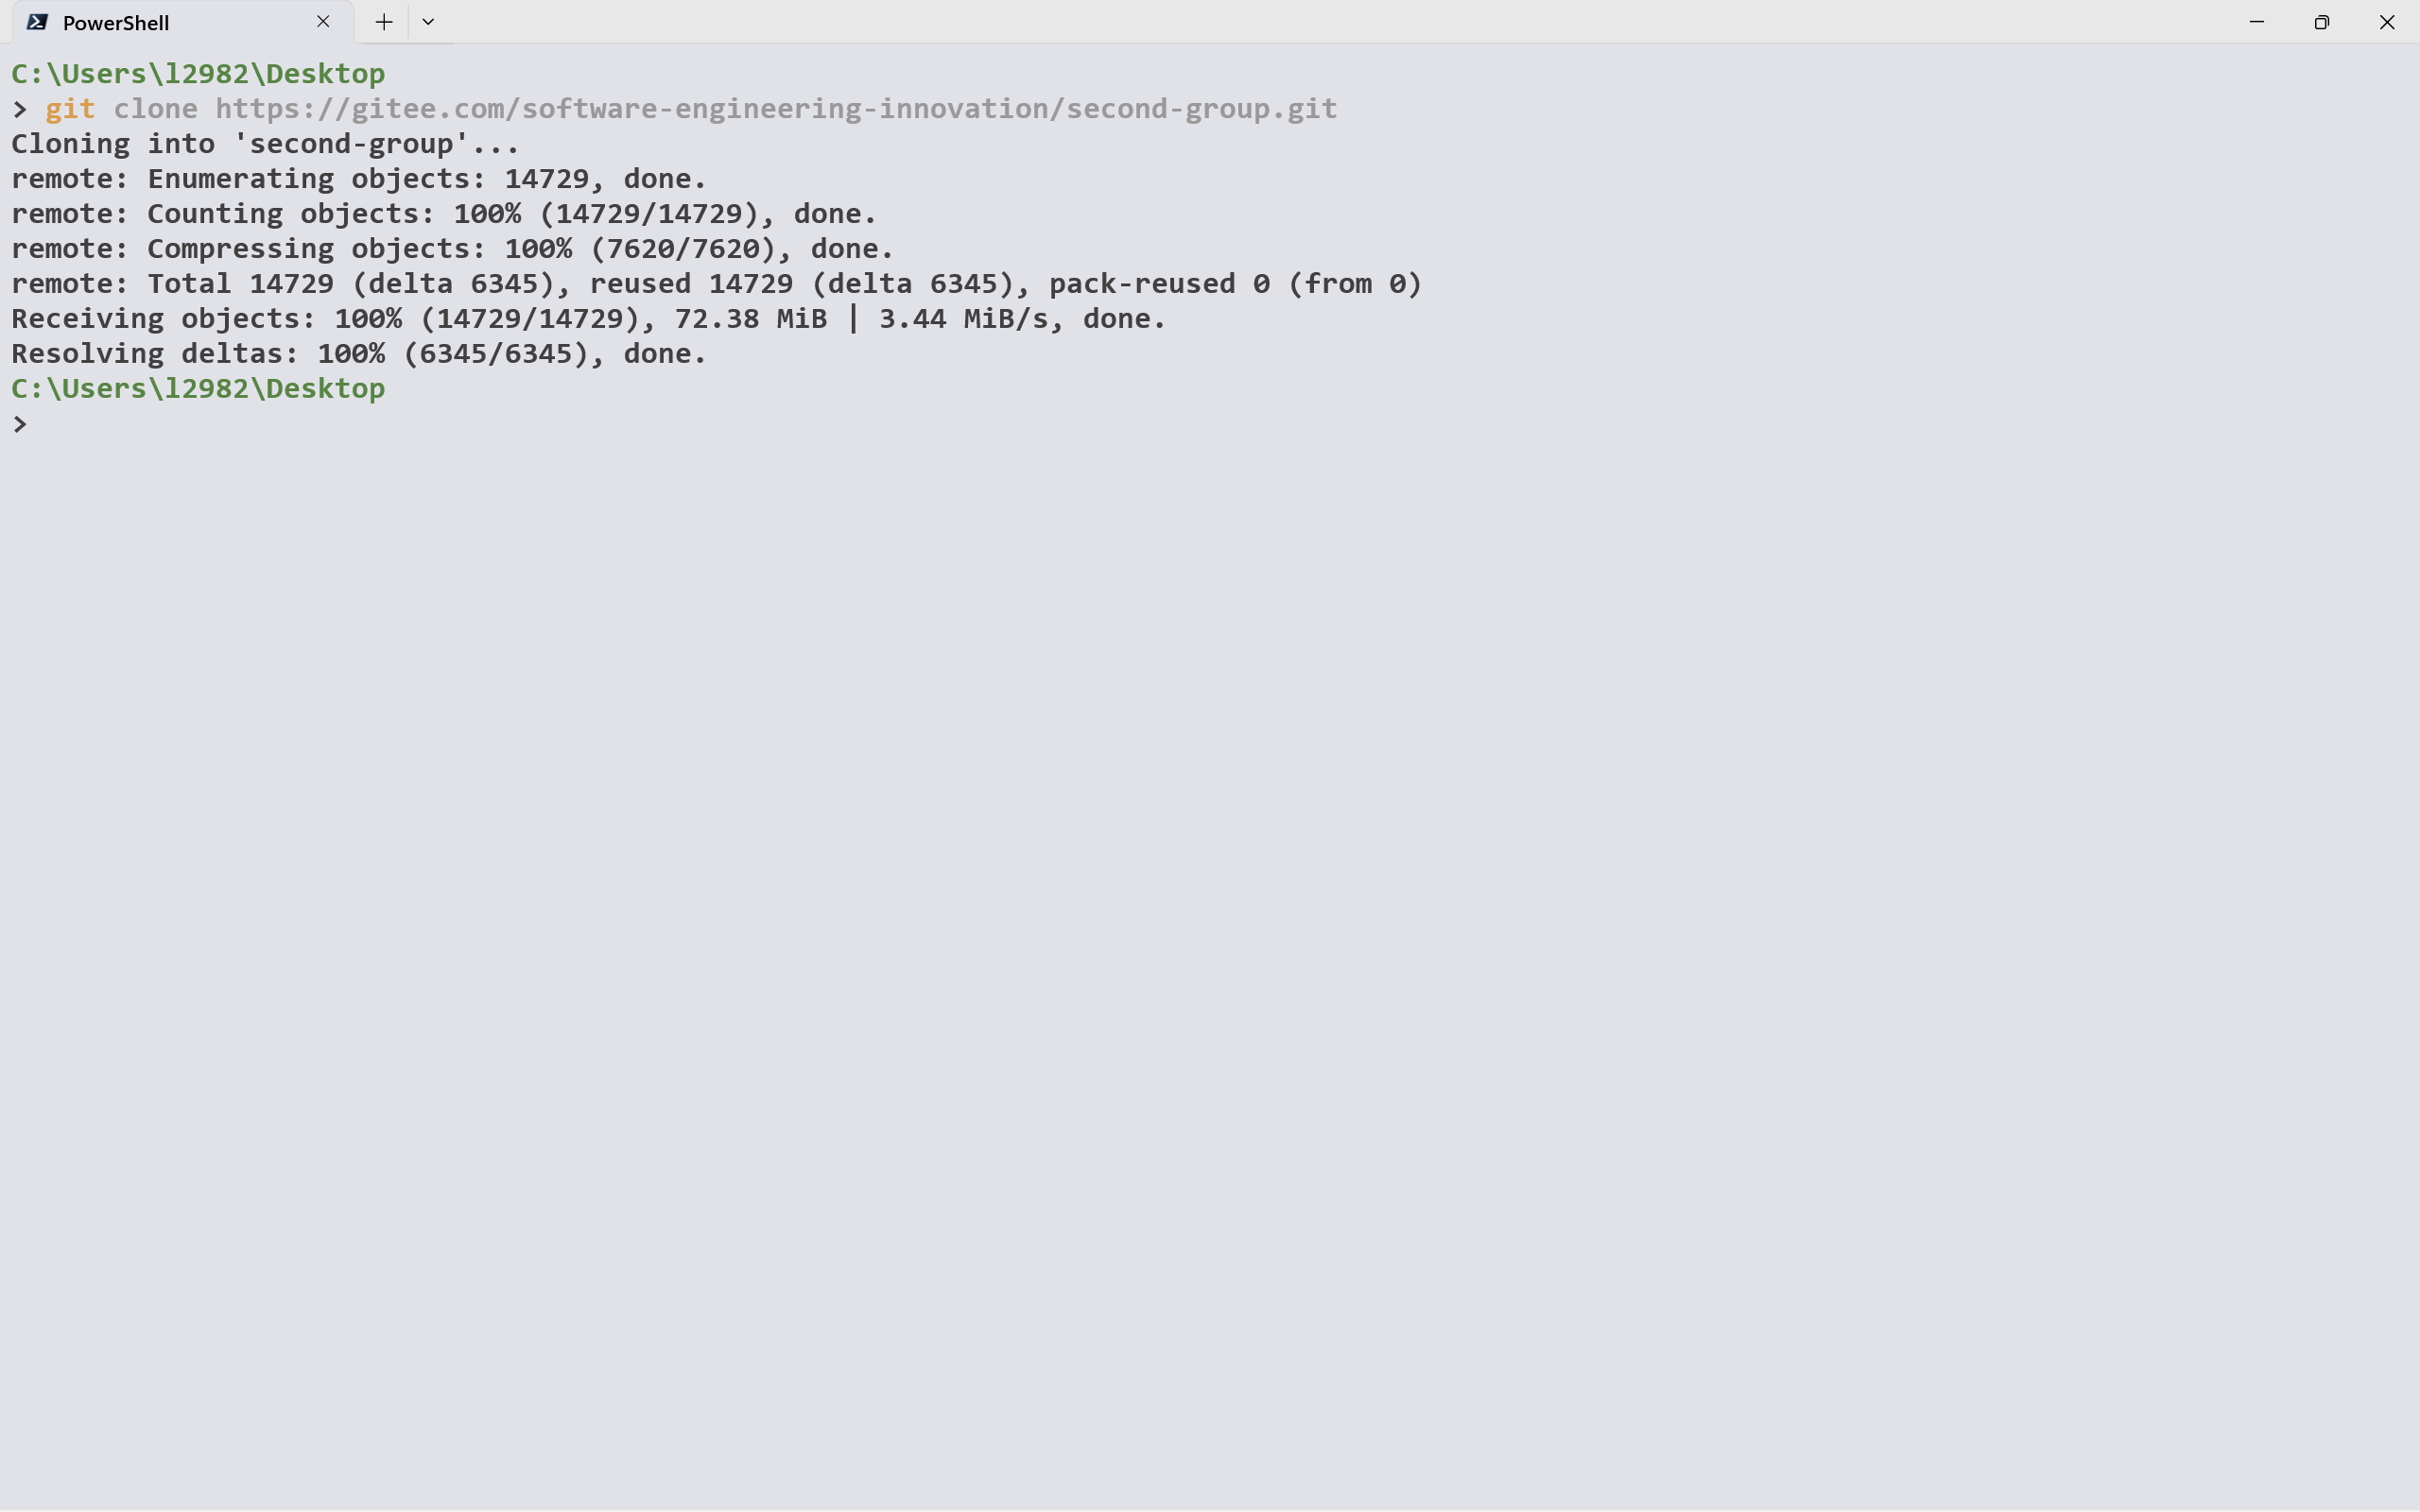 PowerShell
C:\Users\l2982\Desktop
> git clone https://gitee.com/software-engineering-innovation/second-group.git
Cloning into 'second-group'...
remote: Enumerating objects: 14729, done.
remote: Counting objects: 100% (14729/14729), done.
remote: Compressing objects: 100% (7620/7620), done.
remote: Total 14729 (delta 6345), reused 14729 (delta 6345), pack-reused 0 (from 0)
Receiving objects: 100% (14729/14729), 72.38 MiB | 3.44 MiB/s, done.
Resolving deltas: 100% (6345/6345), done.
C:\Users\l2982\Desktop
>